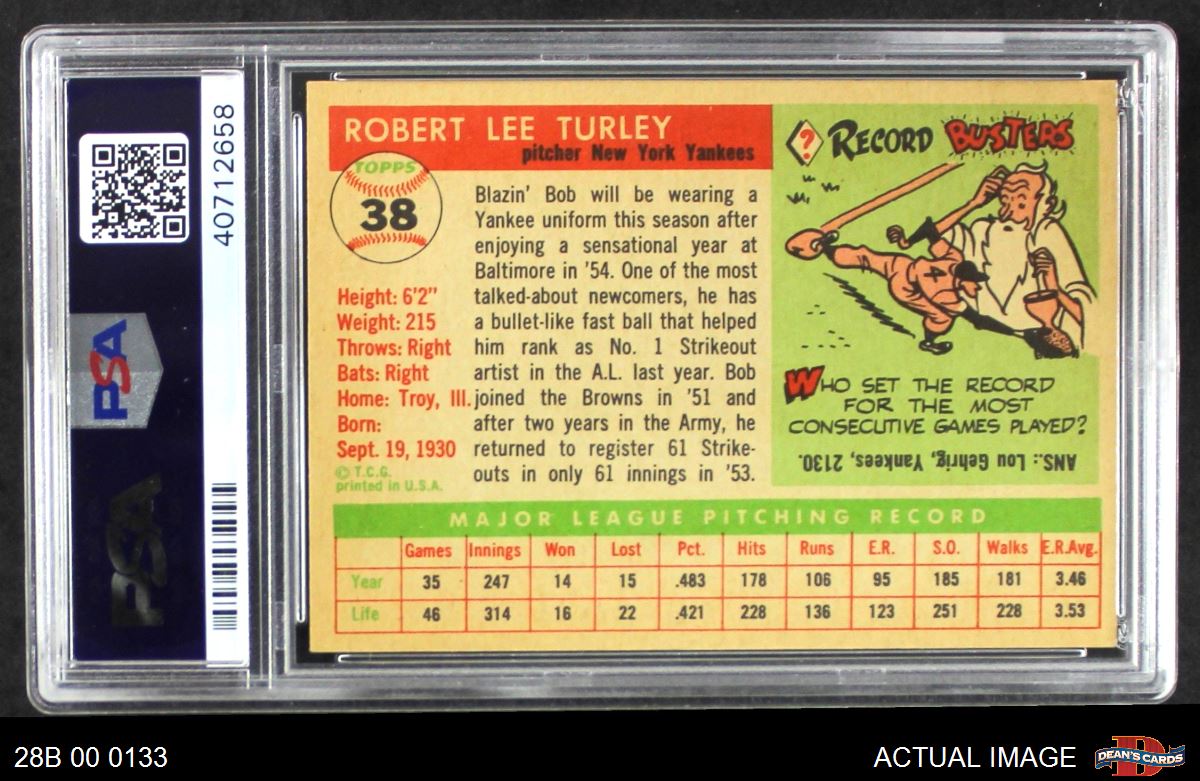 40712658
PSA
PSA
ROBERT LEE TURLEY
pitcher New York Yankees
TOPPS
38
Height: 6'2"
Weight: 215
Throws: Right
Bats: Right
Home: Troy, Ill.
Born:
Sept. 19, 1930
© T.C.G.
printed in U.S.A.
Blazin' Bob will be wearing a
Yankee uniform this season after
enjoying a sensational year at
Baltimore in '54. One of the most
talked-about newcomers, he has
a bullet-like fast ball that helped
him rank as No. 1 Strikeout
artist in the A.L. last year. Bob
joined the Browns in '51 and
after two years in the Army, he
returned to register 61 Strike-
outs in only 61 innings in '53.
? RECORD BUSTERS
4
WHO SET THE RECORD
FOR THE MOST
CONSECUTIVE GAMES PLAYED?
ANS.: Lou Gehrig, Yankees, 2130.
MAJOR LEAGUE PITCHING RECORD
Games Innings Won Lost Pct. Hits Runs E.R. S.O. Walks E.R.Avg.
Year 35 247 14 15 .483 178 106 95 185 181 3.46
Life 46 314 16 22 .421 228 136 123 251 228 3.53
28B 00 0133
ACTUAL IMAGE
D
DEAN'S CARDS